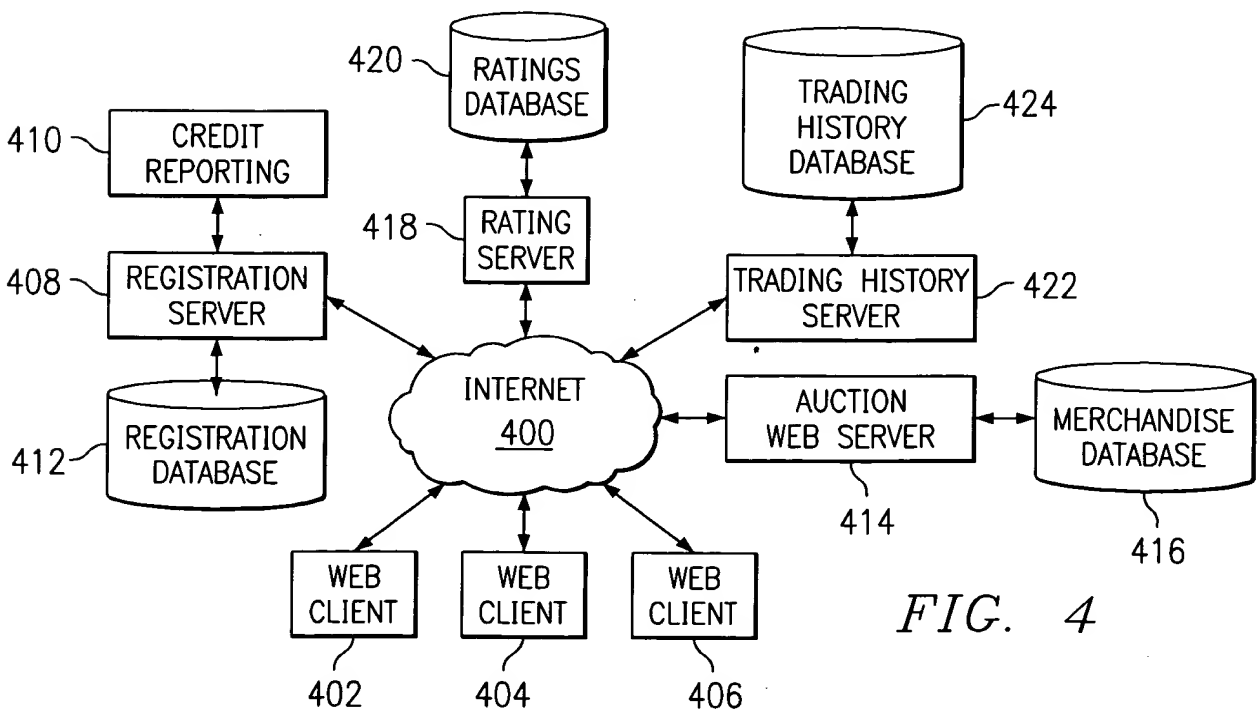 420
RATINGS
DATABASE
TRADING
HISTORY
DATABASE
424
410
CREDIT
REPORTING
418
RATING
SERVER
408
REGISTRATION
SERVER
TRADING HISTORY
SERVER
422
INTERNET
400
AUCTION
WEB SERVER
414
MERCHANDISE
DATABASE
416
412
REGISTRATION
DATABASE
WEB
CLIENT
402
WEB
CLIENT
404
WEB
CLIENT
406
FIG. 4